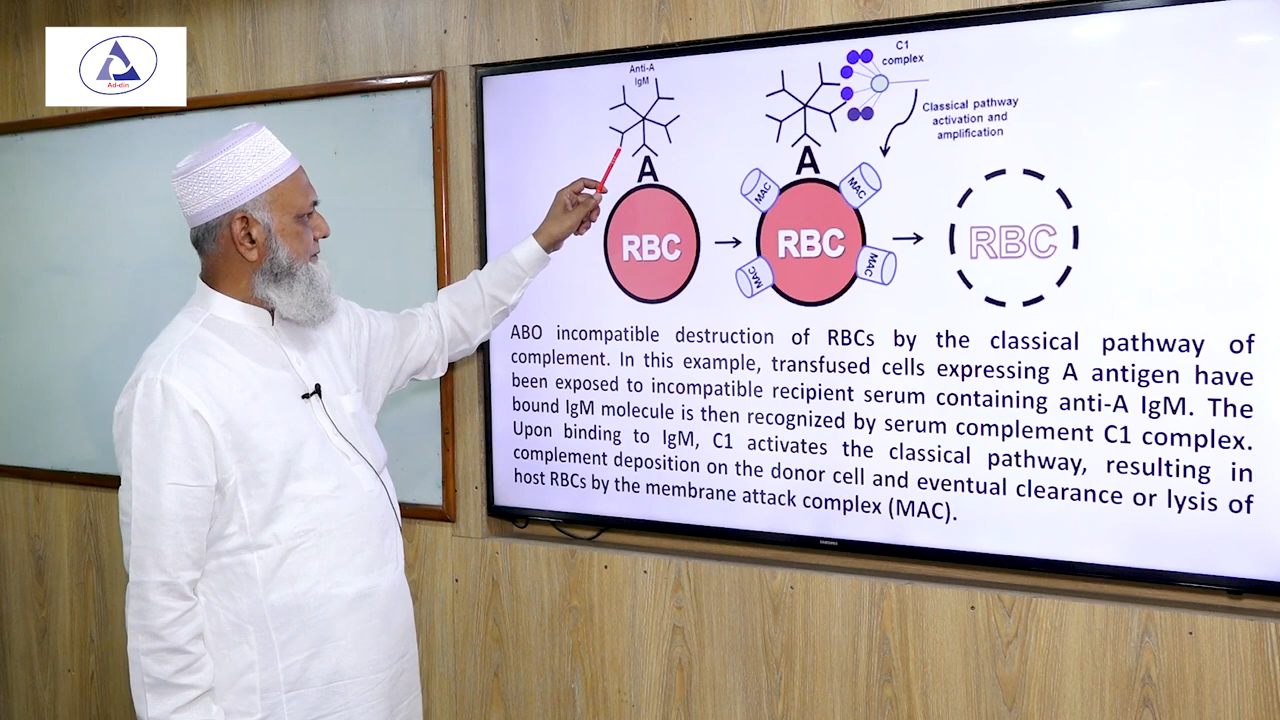 Ad-din
Anti-A
IgM
C1
complex
Classical pathway
activation and
amplification
A
A
MAC
MAC
MAC
MAC
RBC
RBC
RBC
ABO incompatible destruction of RBCs by the classical pathway of
complement. In this example, transfused cells expressing A antigen have
been exposed to incompatible recipient serum containing anti-A IgM. The
bound IgM molecule is then recognized by serum complement C1 complex.
Upon binding to IgM, C1 activates the classical pathway, resulting in
complement deposition on the donor cell and eventual clearance or lysis of
host RBCs by the membrane attack complex (MAC).
SAMSUNG